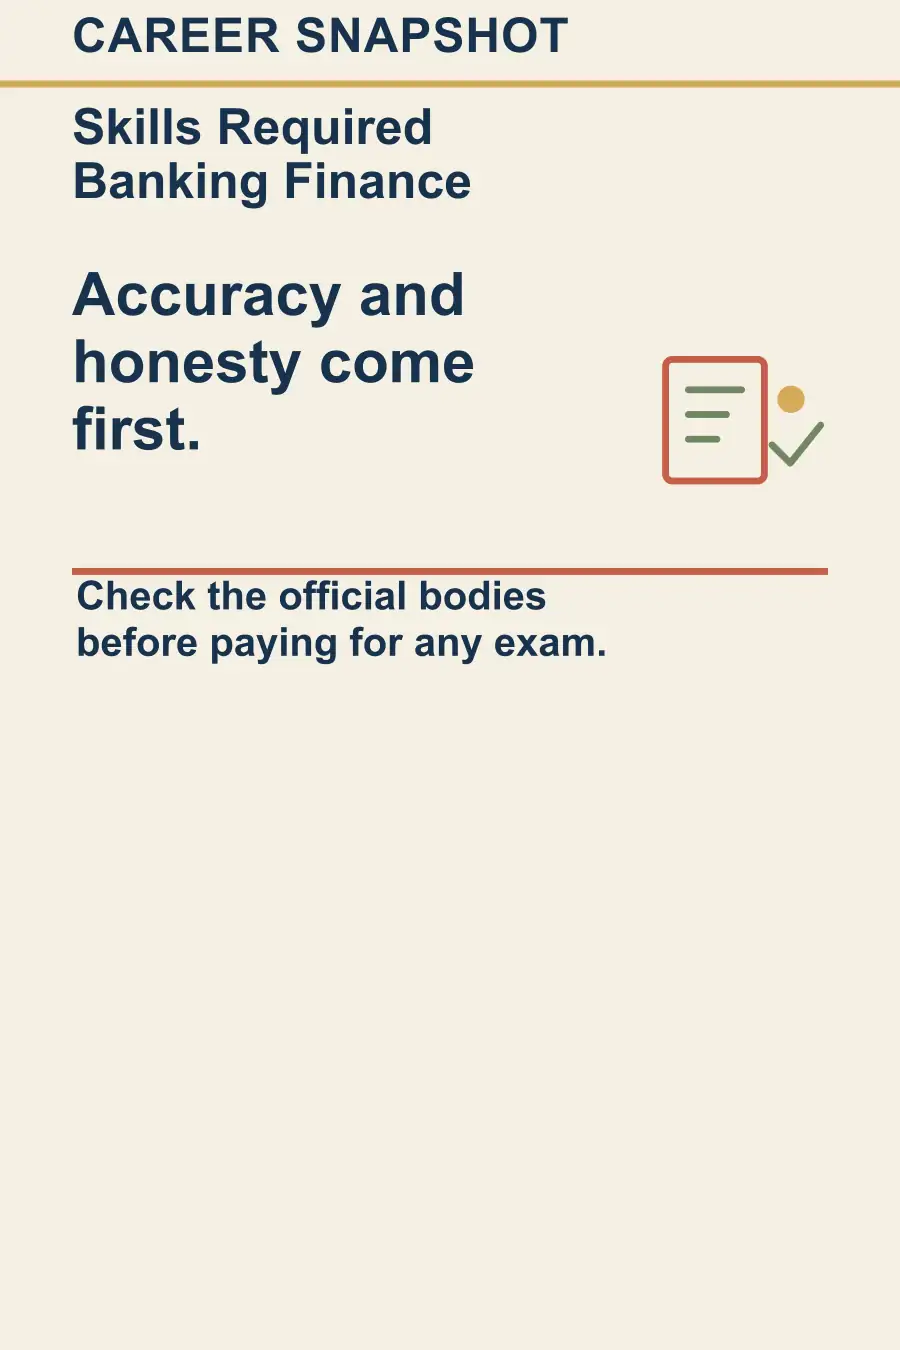 CAREER SNAPSHOT
Skills Required
Banking Finance
Accuracy and
honesty come
first.
Check the official bodies
before paying for any exam.